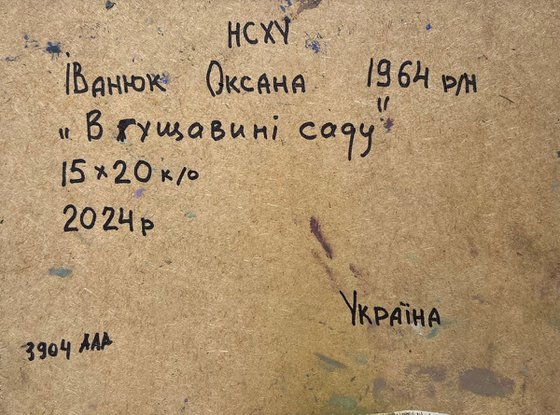 НСХУ
Іванюк Оксана 1964 р/н
„В гущавині саду"
15×20 к/о
2024р
Україна
3904 ААА